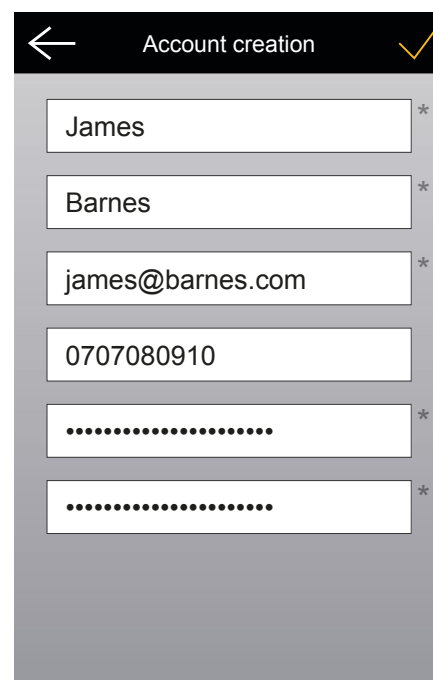 Account creation
James *
Barnes *
james@barnes.com *
0707080910
•••••••••••••••••••••• *
•••••••••••••••••••••• *